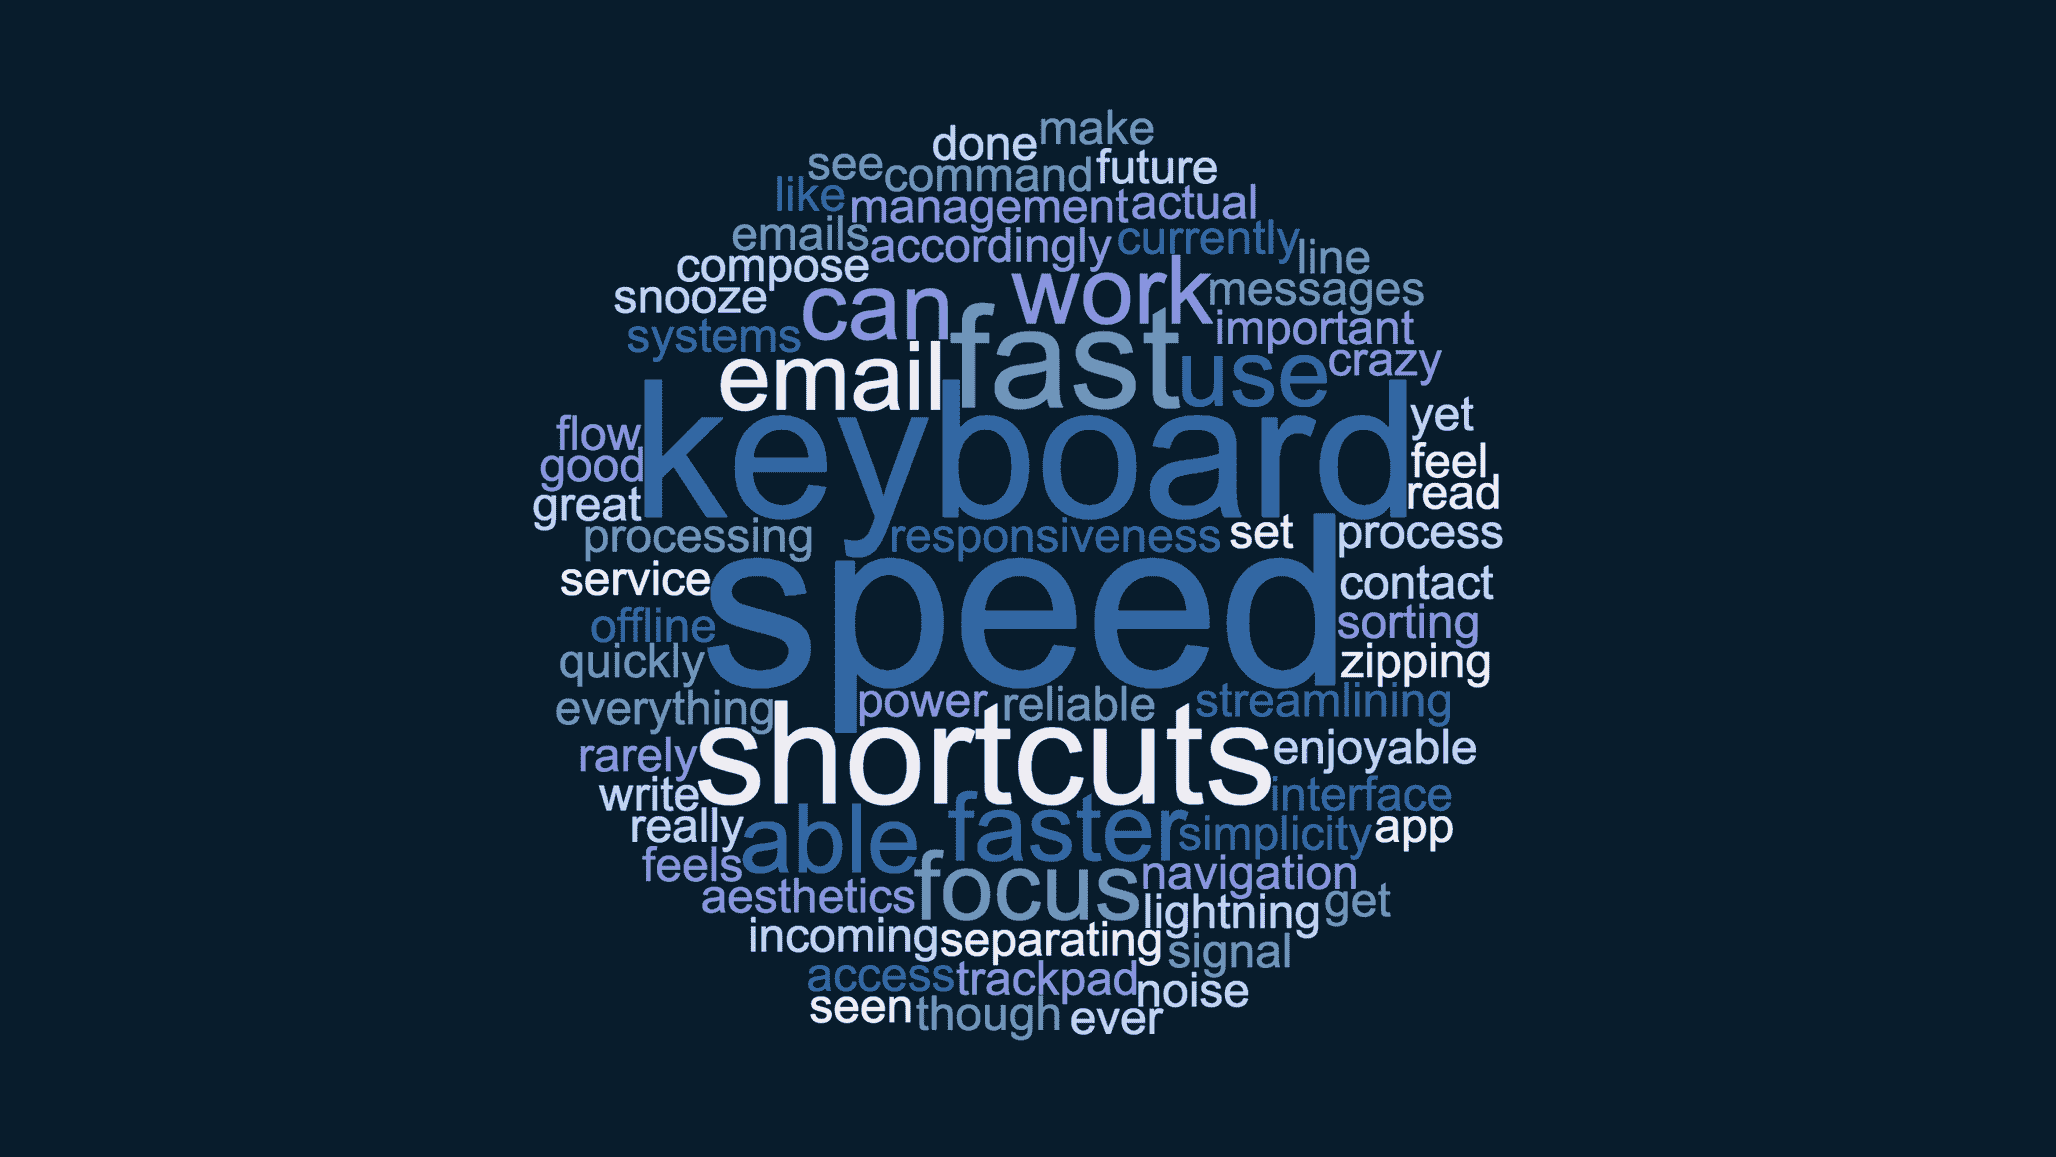 done make
see command future
like management actual
emails accordingly currently line
compose can work messages
snooze important
systems email fast use crazy
flow keyboard yet
good feel
great read
processing responsiveness set process
service speed contact
offline sorting
quickly zipping
everything power reliable streamlining
rarely shortcuts enjoyable
write interface
really able faster simplicity app
feels focus navigation
aesthetics lightning get
incoming separating signal
access trackpad noise
seen though ever